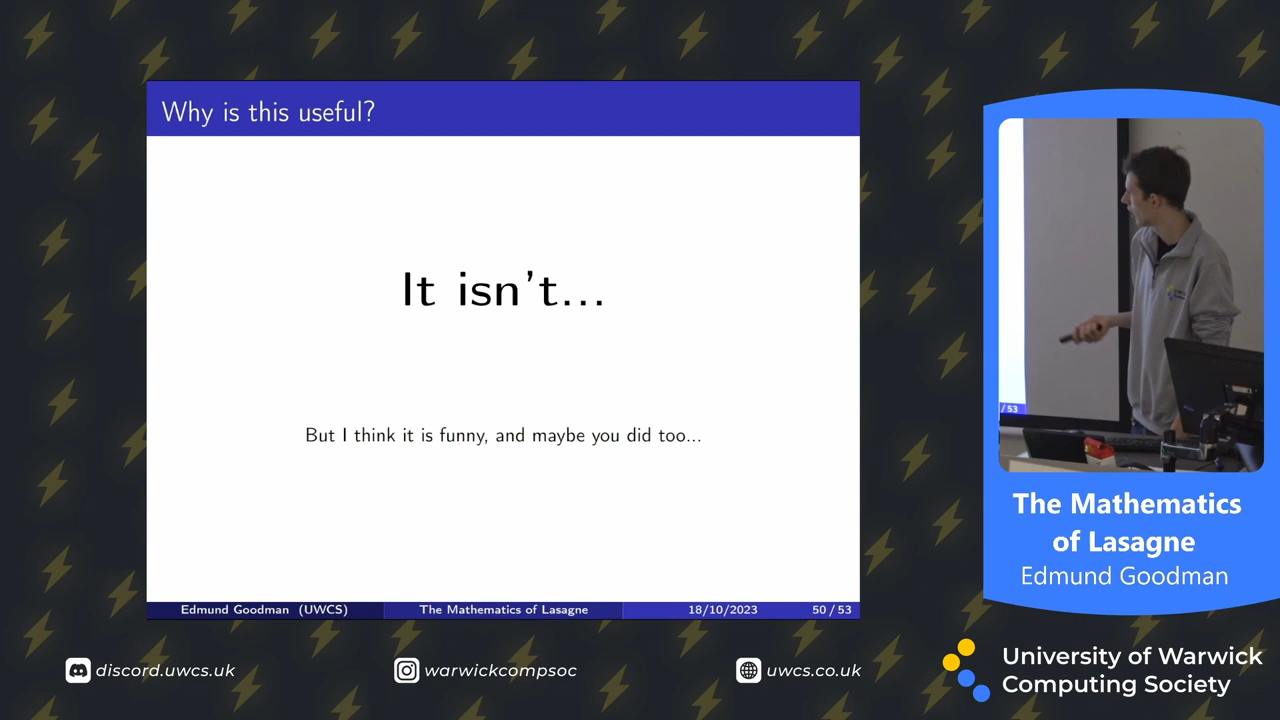 Why is this useful?
It isn't...
But I think it is funny, and maybe you did too...
Edmund Goodman (UWCS)
The Mathematics of Lasagne
18/10/2023
50 / 53
/ 53
The Mathematics
of Lasagne
Edmund Goodman
discord.uwcs.uk
warwickcompsoc
uwcs.co.uk
University of Warwick
Computing Society